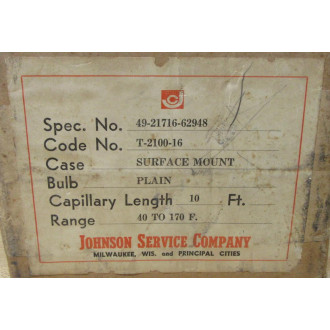 Spec. No. 49-21716-62948
Code No. T-2100-16
Case SURFACE MOUNT
Bulb PLAIN
Capillary Length 10 Ft.
Range 40 TO 170 F.
JOHNSON SERVICE COMPANY
MILWAUKEE, WIS. and PRINCIPAL CITIES